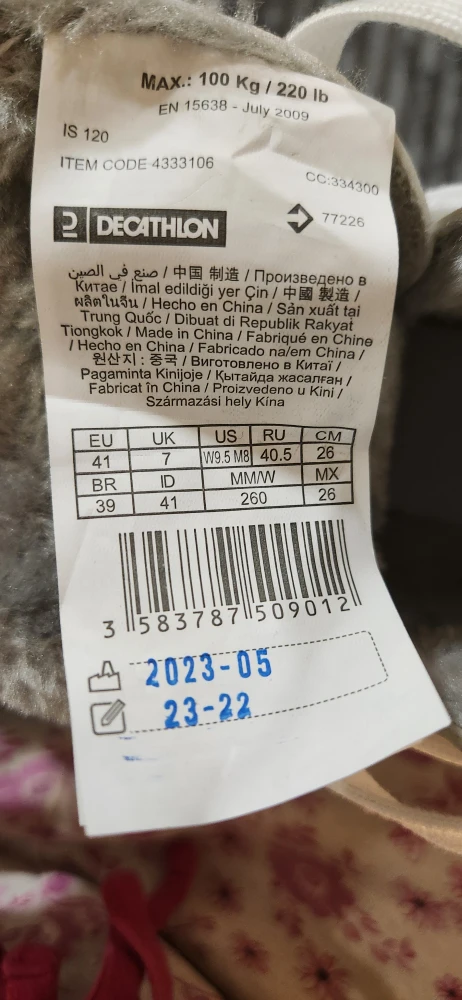 MAX.: 100 Kg / 220 lb
EN 15638 - July 2009
IS 120
ITEM CODE 4333106
CC:334300
DECATHLON
77226
صنع في الصين / 中国 制造 / Произведено в
Китае / Imal edildiği yer Çin / 中國 製造 /
ผลิตในจีน / Hecho en China / Sản xuất tại
Trung Quốc / Dibuat di Republik Rakyat
Tiongkok / Made in China / Fabriqué en Chine
/ Hecho en China / Fabricado na/em China /
원산지 : 중국 / Виготовлено в Китаї /
Pagaminta Kinijoje / Қытайда жасалған /
Fabricat în China / Proizvedeno u Kini /
Származási hely Kína
EU UK US RU CM
41 7 W9.5 M8 40.5 26
BR ID MM/W MX
39 41 260 26
3 583787 509012
2023-05
23-22